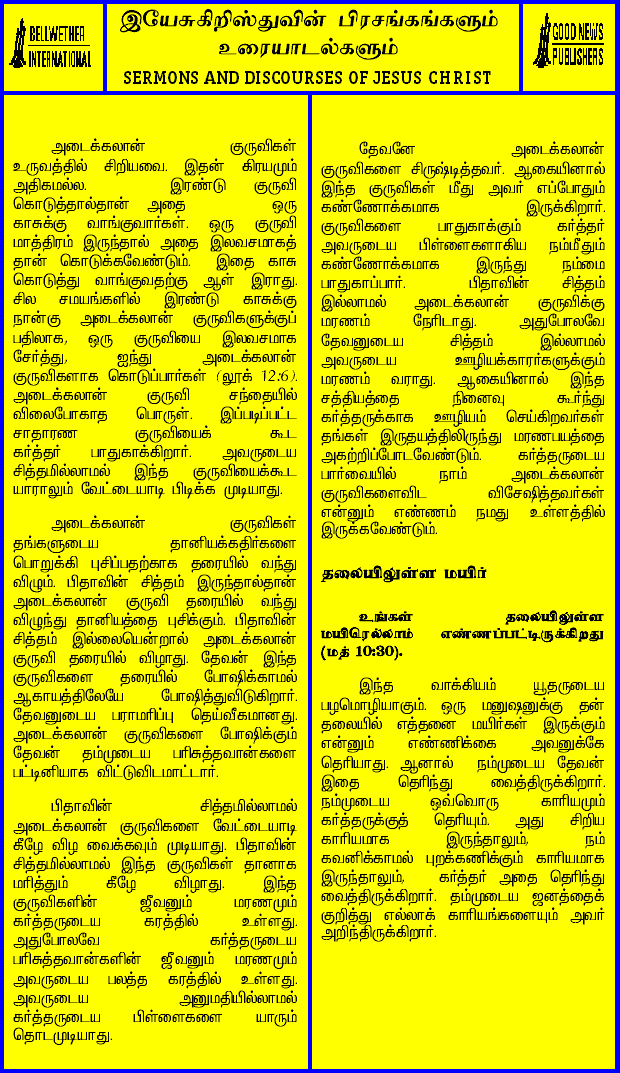 BELLWETHER
INTERNATIONAL
இயேசுகிறிஸ்துவின் பிரசங்கங்களும்
உரையாடல்களும்
SERMONS AND DISCOURSES OF JESUS CHRIST
GOOD NEWS
PUBLISHERS
அடைக்கலான் குருவிகள்
உருவத்தில் சிறியவை. இதன் கிரயமும்
அதிகமல்ல. இரண்டு குருவி
கொடுத்தால்தான் அதை ஒரு
காசுக்கு வாங்குவார்கள். ஒரு குருவி
மாத்திரம் இருந்தால் அதை இலவசமாகத்
தான் கொடுக்கவேண்டும். இதை காசு
கொடுத்து வாங்குவதற்கு ஆள் இராது.
சில சமயங்களில் இரண்டு காசுக்கு
நான்கு அடைக்கலான் குருவிகளுக்குப்
பதிலாக, ஒரு குருவியை இலவசமாக
சேர்த்து, ஐந்து அடைக்கலான்
குருவிகளாக கொடுப்பார்கள் (லூக் 12:6).
அடைக்கலான் குருவி சந்தையில்
விலைபோகாத பொருள். இப்படிப்பட்ட
சாதாரண குருவியைக் கூட
கர்த்தர் பாதுகாக்கிறார். அவருடைய
சித்தமில்லாமல் இந்த குருவியைக்கூட
யாராலும் வேட்டையாடி பிடிக்க முடியாது.
அடைக்கலான் குருவிகள்
தங்களுடைய தானியக்கதிர்களை
பொறுக்கி புசிப்பதற்காக தரையில் வந்து
விழும். பிதாவின் சித்தம் இருந்தால்தான்
அடைக்கலான் குருவி தரையில் வந்து
விழுந்து தானியத்தை புசிக்கும். பிதாவின்
சித்தம் இல்லையென்றால் அடைக்கலான்
குருவி தரையில் விழாது. தேவன் இந்த
குருவிகளை தரையில் போஷிக்காமல்
ஆகாயத்திலேயே போஷித்துவிடுகிறார்.
தேவனுடைய பராமரிப்பு தெய்வீகமானது.
அடைக்கலான் குருவிகளை போஷிக்கும்
தேவன் தம்முடைய பரிசுத்தவான்களை
பட்டினியாக விட்டுவிடமாட்டார்.
பிதாவின் சித்தமில்லாமல்
அடைக்கலான் குருவிகளை வேட்டையாடி
கீழே விழ வைக்கவும் முடியாது. பிதாவின்
சித்தமில்லாமல் இந்த குருவிகள் தானாக
மரித்தும் கீழே விழாது. இந்த
குருவிகளின் ஜீவனும் மரணமும்
கர்த்தருடைய கரத்தில் உள்ளது.
அதுபோலவே கர்த்தருடைய
பரிசுத்தவான்களின் ஜீவனும் மரணமும்
அவருடைய பலத்த கரத்தில் உள்ளது.
அவருடைய அனுமதியில்லாமல்
கர்த்தருடைய பிள்ளைகளை யாரும்
தொடமுடியாது.
தேவனே அடைக்கலான்
குருவிகளை சிருஷ்டித்தவர். ஆகையினால்
இந்த குருவிகள் மீது அவர் எப்போதும்
கண்ணோக்கமாக இருக்கிறார்.
குருவிகளை பாதுகாக்கும் கர்த்தர்
அவருடைய பிள்ளைகளாகிய நம்மீதும்
கண்ணோக்கமாக இருந்து நம்மை
பாதுகாப்பார். பிதாவின் சித்தம்
இல்லாமல் அடைக்கலான் குருவிக்கு
மரணம் நேரிடாது. அதுபோலவே
தேவனுடைய சித்தம் இல்லாமல்
அவருடைய ஊழியக்காரர்களுக்கும்
மரணம் வராது. ஆகையினால் இந்த
சத்தியத்தை நினைவு கூர்ந்து
கர்த்தருக்காக ஊழியம் செய்கிறவர்கள்
தங்கள் இருதயத்திலிருந்து மரணபயத்தை
அகற்றிப்போடவேண்டும். கர்த்தருடைய
பார்வையில் நாம் அடைக்கலான்
குருவிகளைவிட விசேஷித்தவர்கள்
என்னும் எண்ணம் நமது உள்ளத்தில்
இருக்கவேண்டும்.
தலையிலுள்ள மயிர்
உங்கள் தலையிலுள்ள
மயிரெல்லாம் எண்ணப்பட்டிருக்கிறது
(மத் 10:30).
இந்த வாக்கியம் யூதருடைய
பழமொழியாகும். ஒரு மனுஷனுக்கு தன்
தலையில் எத்தனை மயிர்கள் இருக்கும்
என்னும் எண்ணிக்கை அவனுக்கே
தெரியாது. ஆனால் நம்முடைய தேவன்
இதை தெரிந்து வைத்திருக்கிறார்.
நம்முடைய ஒவ்வொரு காரியமும்
கர்த்தருக்குத் தெரியும். அது சிறிய
காரியமாக இருந்தாலும், நம்
கவனிக்காமல் புறக்கணிக்கும் காரியமாக
இருந்தாலும், கர்த்தர் அதை தெரிந்து
வைத்திருக்கிறார். தம்முடைய ஜனத்தைக்
குறித்து எல்லாக் காரியங்களையும் அவர்
அறிந்திருக்கிறார்.